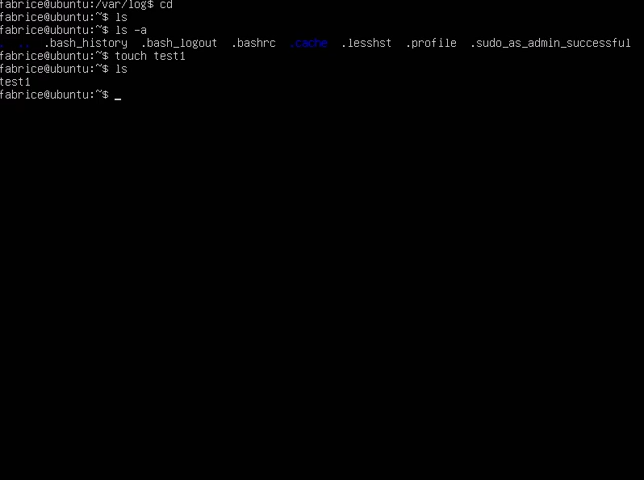 fabrice@ubuntu:/var/log$ cd
fabrice@ubuntu:~$ ls
fabrice@ubuntu:~$ ls -a
.  ..  .bash_history  .bash_logout  .bashrc  .cache  .lesshst  .profile  .sudo_as_admin_successful
fabrice@ubuntu:~$ touch test1
fabrice@ubuntu:~$ ls
test1
fabrice@ubuntu:~$ _